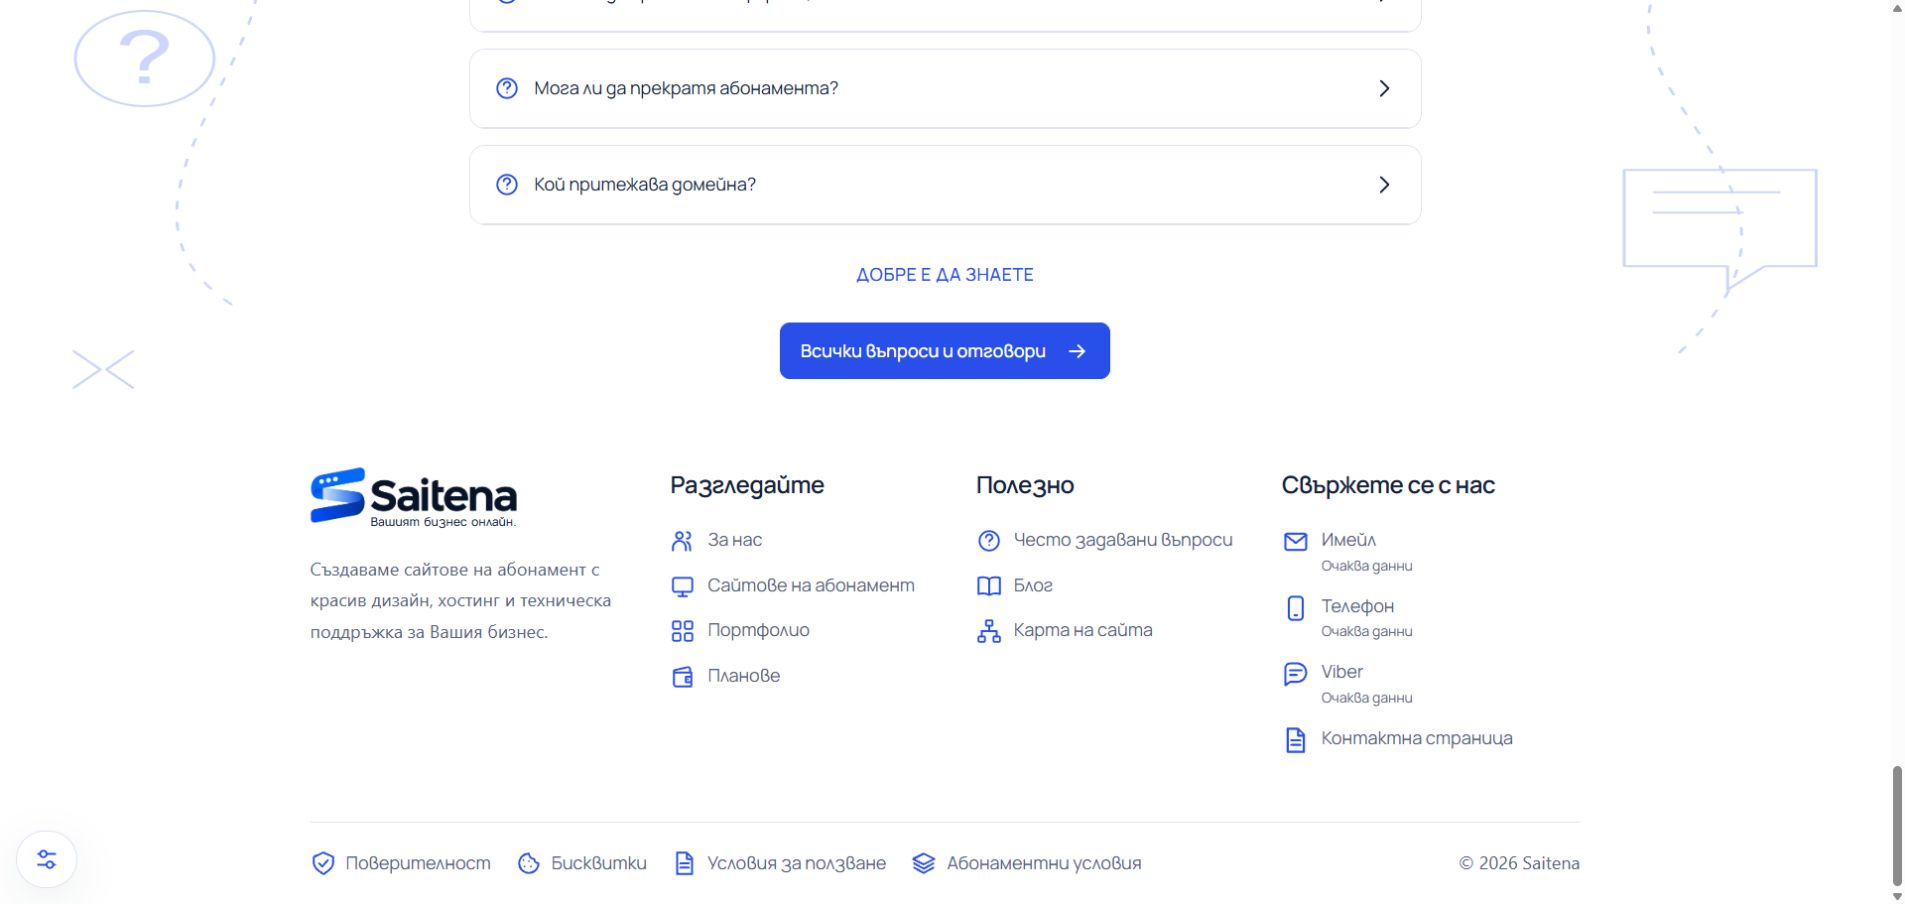 Мога ли да прекратя абонамента?
Кой притежава домейна?
ДОБРЕ Е ДА ЗНАЕТЕ
Всички въпроси и отговори
Saitena
Вашият бизнес онлайн.
Създаваме сайтове на абонамент с
красив дизайн, хостинг и техническа
поддръжка за Вашия бизнес.
Разгледайте
За нас
Сайтове на абонамент
Портфолио
Планове
Полезно
Често задавани въпроси
Блог
Карта на сайта
Свържете се с нас
Имейл
Очаква данни
Телефон
Очаква данни
Viber
Очаква данни
Контактна страница
Поверителност
Бисквитки
Условия за ползване
Абонаментни условия
© 2026 Saitena